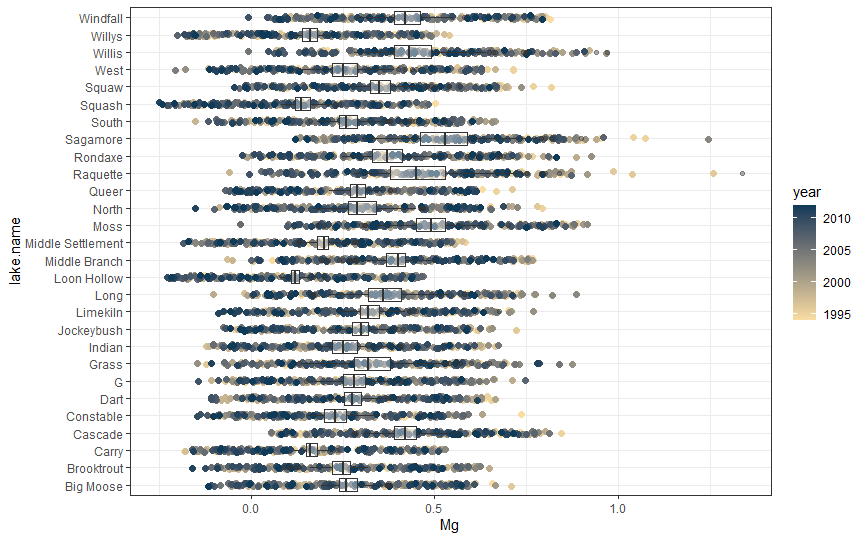 Windfall
Willys
Willis
West
Squaw
Squash
South
Sagamore
Rondaxe
Raquette
Queer
North
Moss
Middle Settlement
Middle Branch
Loon Hollow
Long
Limekiln
Jockeybush
Indian
Grass
G
Dart
Constable
Cascade
Carry
Brooktrout
Big Moose
lake.name
0.0 0.5 1.0
Mg
year
2010
2005
2000
1995